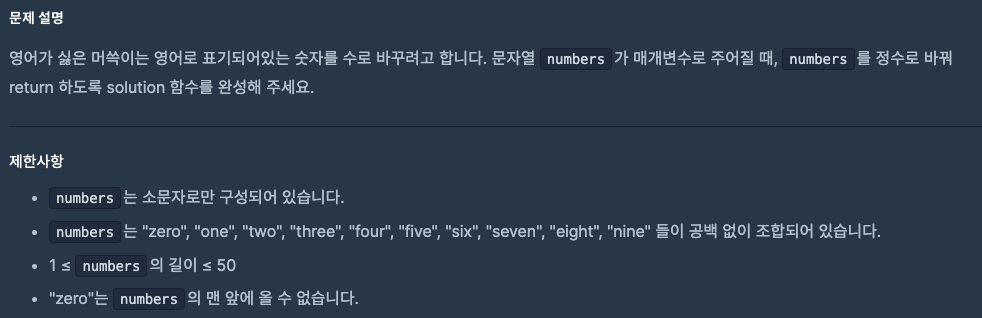 문제 설명
영어가 싫은 머쓱이는 영어로 표기되어있는 숫자를 수로 바꾸려고 합니다. 문자열 numbers 가 매개변수로 주어질 때, numbers 를 정수로 바꿔
return 하도록 solution 함수를 완성해 주세요.
제한사항
• numbers 는 소문자로만 구성되어 있습니다.
• numbers 는 "zero", "one", "two", "three", "four", "five", "six", "seven", "eight", "nine" 들이 공백 없이 조합되어 있습니다.
• 1 ≤ numbers 의 길이 ≤ 50
• "zero"는 numbers 의 맨 앞에 올 수 없습니다.